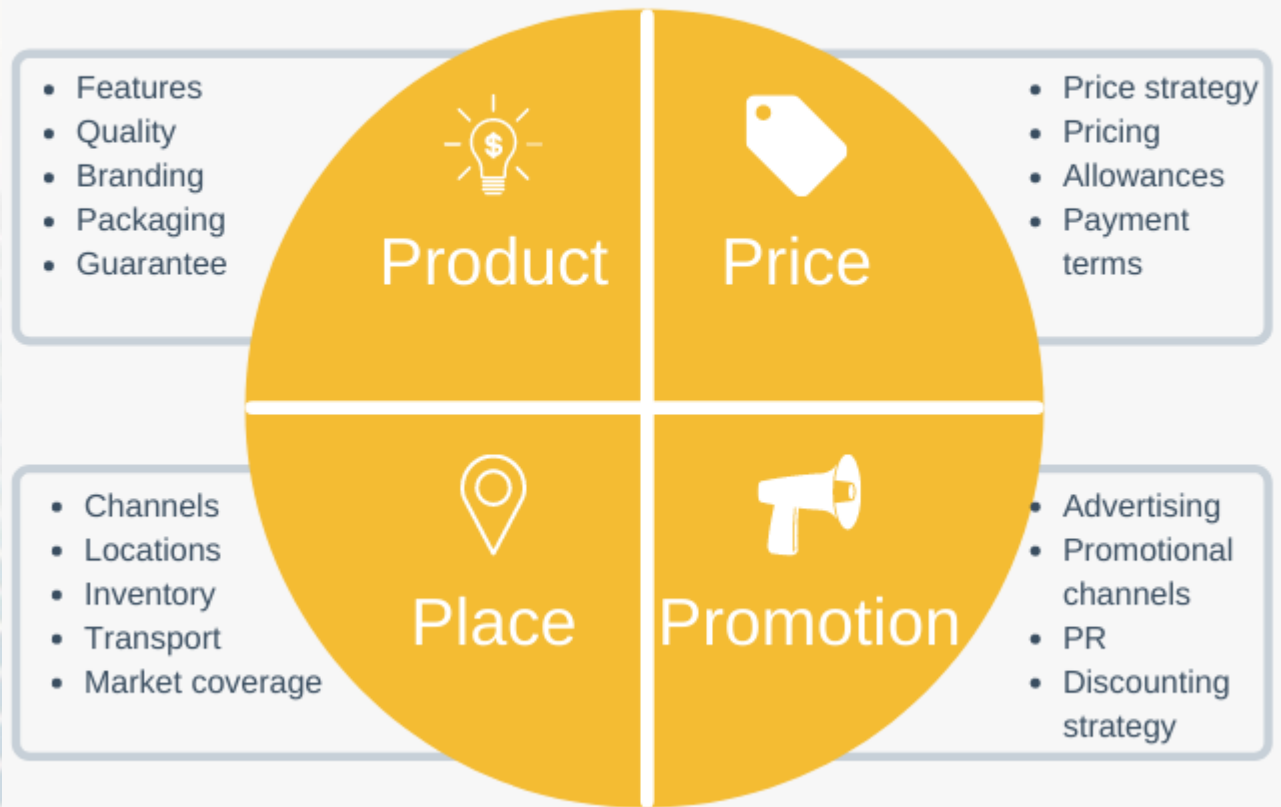 • Features
• Quality
• Branding
• Packaging
• Guarantee
$
Product
Price
• Price strategy
• Pricing
• Allowances
• Payment
terms
• Channels
• Locations
• Inventory
• Transport
• Market coverage
Place
Promotion
• Advertising
• Promotional
channels
• PR
• Discounting
strategy